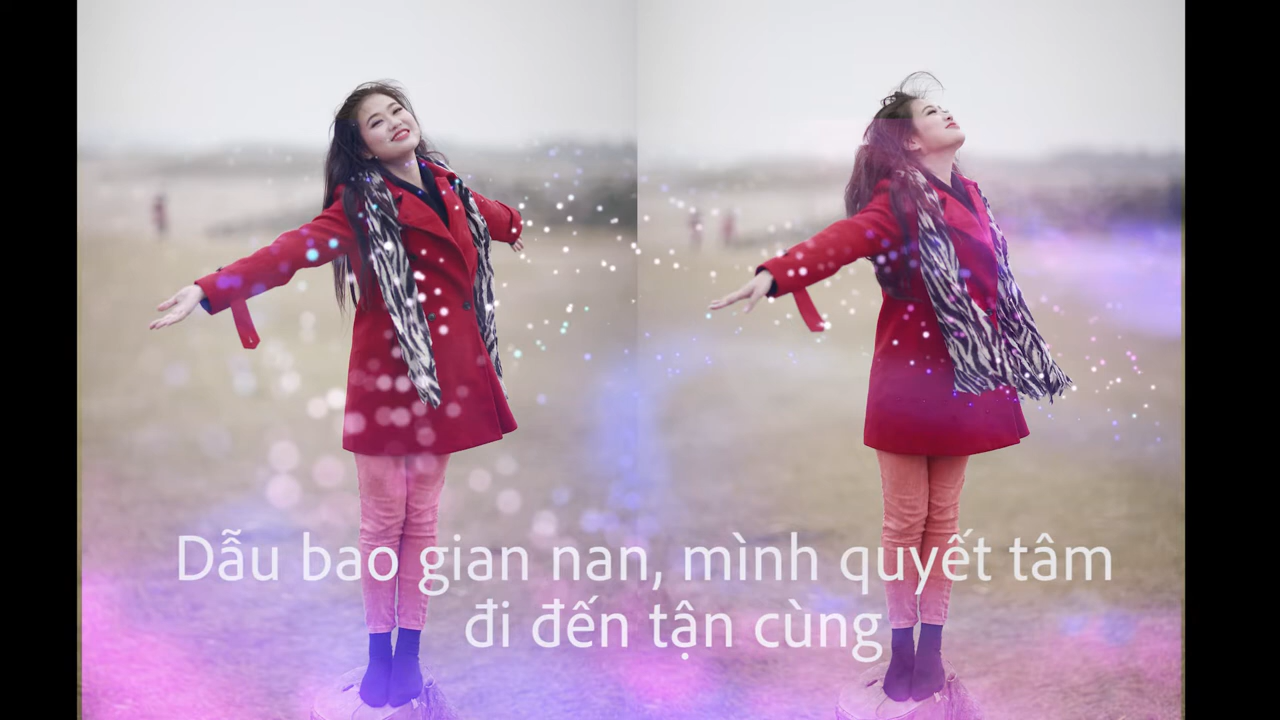 Dẫu bao gian nan, mình quyết tâm
đi đến tận cùng